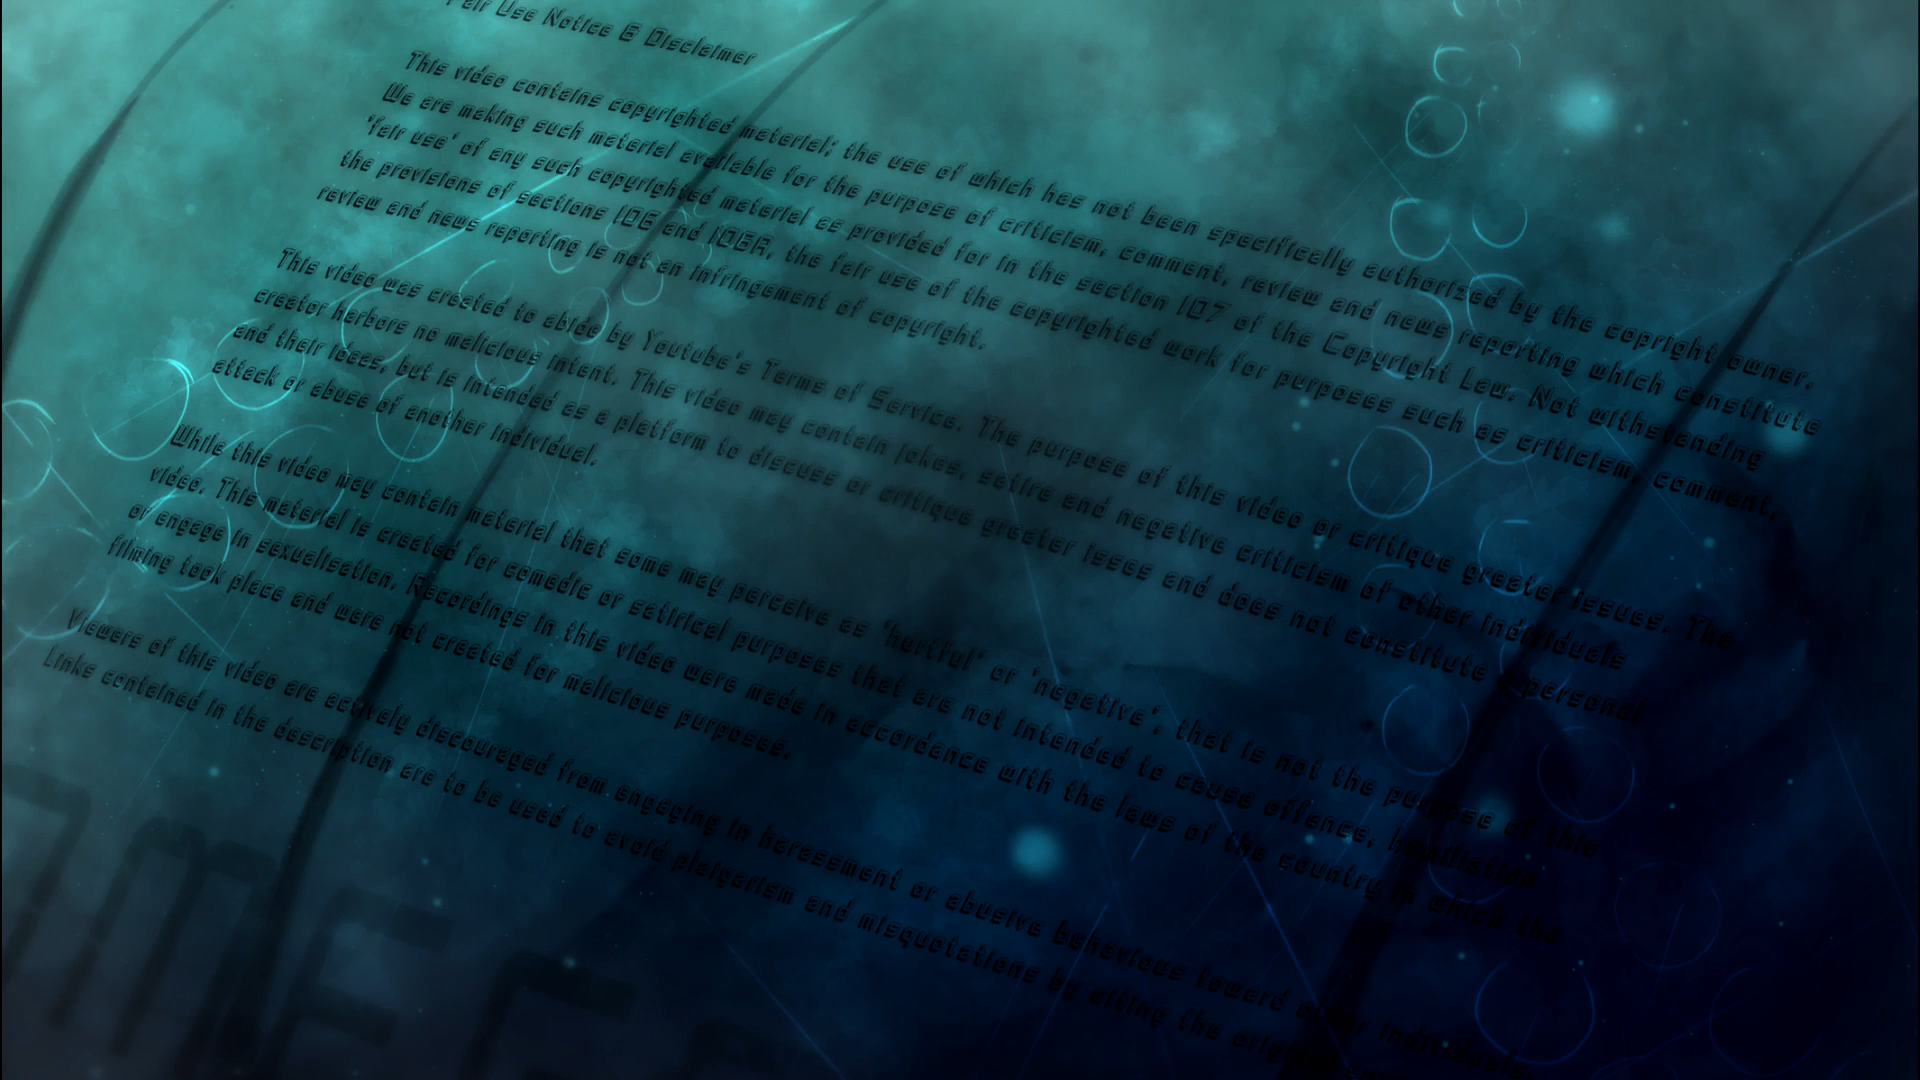 Fair Use Notice & Disclaimer
This video contains copyrighted material; the use of which has not been specifically authorized by the copright owner.
We are making such material available for the purpose of criticism, comment, review and news reporting which constitute
'fair use' of any such copyrighted material as provided for in the section 107 of the Copyright Law. Not withstanding
the provisions of sections 106 and 106A, the fair use of the copyrighted work for purposes such as criticism, comment,
review and news reporting is not an infringement of copyright.
This video was created to abide by Youtube's Terms of Service. The purpose of this video or critique greater issues. The
creator harbors no malicious intent. This video may contain jokes, satire and negative criticism of other individuals
and their ideas, but is intended as a platform to discuss or critique greater isses and does not constitute a personal
attack or abuse of another individual.
While this video may contain material that some may perceive as 'hurtful" or 'negative', that is not the purpose of this
video. This material is created for comedic or satirical purposes that are not intended to cause offence, humiliation
or engage in sexualisation. Recordings in this video were made in accordance with the laws of the country in which the
filming took place and were not created for malicious purposes.
Viewers of this video are actively discouraged from engaging in harassment or abusive behavious toward other individuals
Links contained in the description are to be used to avoid plaigarism and misquotations by citing the